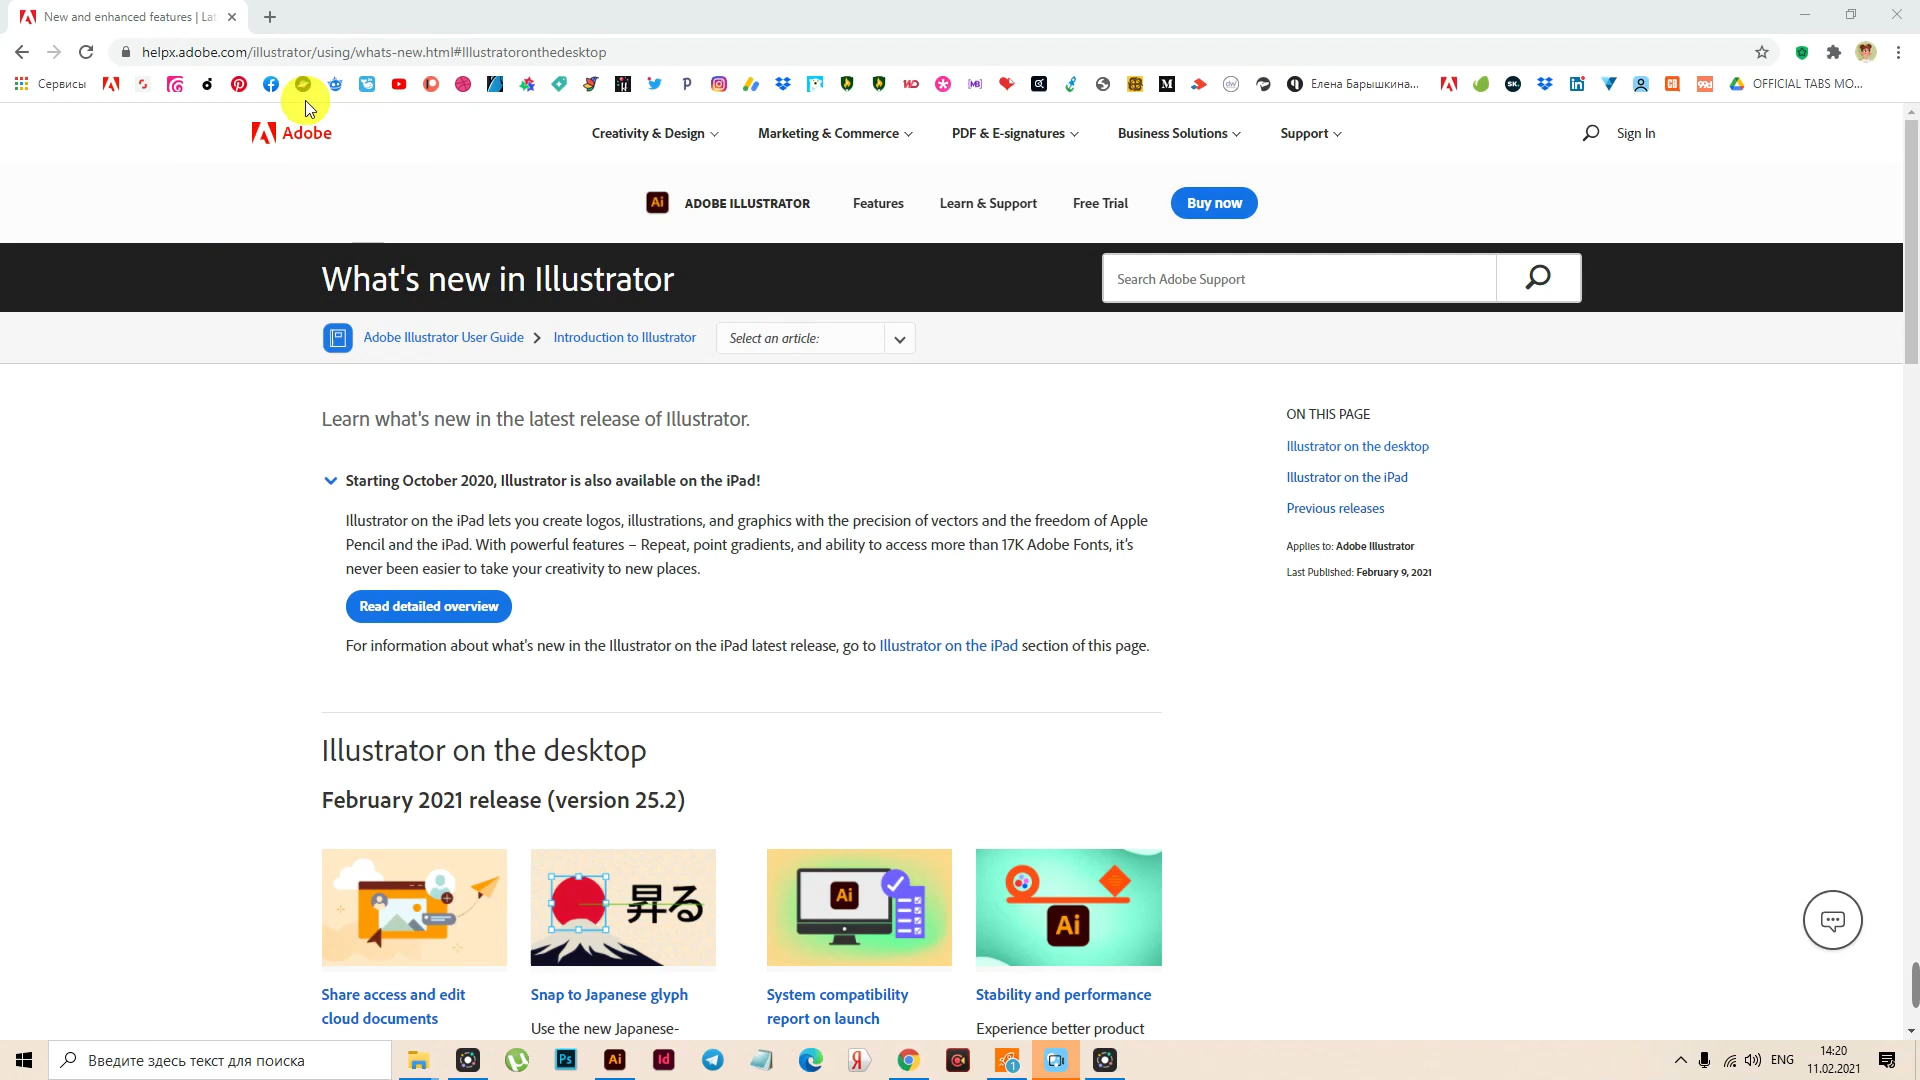 New and enhanced features | Lat
helpx.adobe.com/illustrator/using/whats-new.html#Illustratoronthedesktop
Сервисы
Елена Барышкина...
OFFICIAL TABS MO...
Adobe
Creativity & Design
Marketing & Commerce
PDF & E-signatures
Business Solutions
Support
Sign In
Ai
ADOBE ILLUSTRATOR
Features
Learn & Support
Free Trial
Buy now
What's new in Illustrator
Search Adobe Support
Adobe Illustrator User Guide
Introduction to Illustrator
Select an article:
Learn what's new in the latest release of Illustrator.
Starting October 2020, Illustrator is also available on the iPad!
Illustrator on the iPad lets you create logos, illustrations, and graphics with the precision of vectors and the freedom of Apple
Pencil and the iPad. With powerful features – Repeat, point gradients, and ability to access more than 17K Adobe Fonts, it's
never been easier to take your creativity to new places.
Read detailed overview
For information about what's new in the Illustrator on the iPad latest release, go to Illustrator on the iPad section of this page.
ON THIS PAGE
Illustrator on the desktop
Illustrator on the iPad
Previous releases
Applies to: Adobe Illustrator
Last Published: February 9, 2021
Illustrator on the desktop
February 2021 release (version 25.2)
昇る
Ai
Ai
Share access and edit
cloud documents
Snap to Japanese glyph
Use the new Japanese-
System compatibility
report on launch
Stability and performance
Experience better product
Введите здесь текст для поиска
Ps
Ai
Id
Я
1
ENG
14:20
11.02.2021